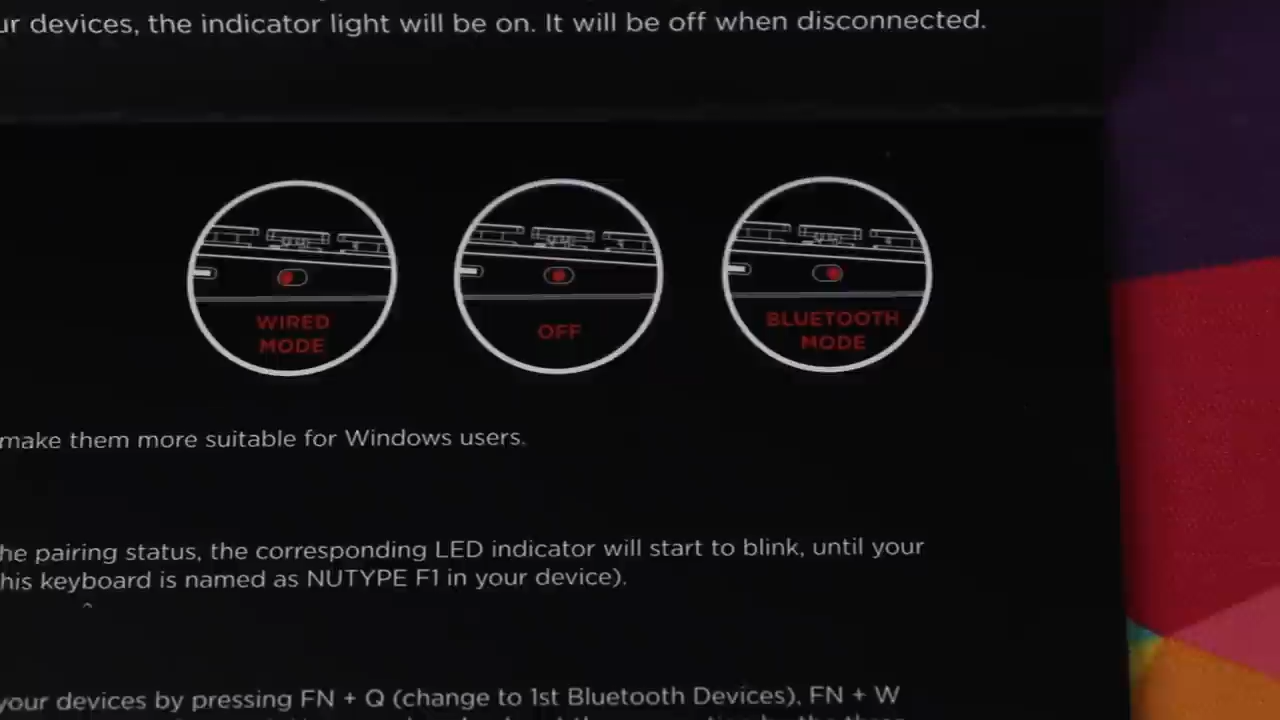 ur devices, the indicator light will be on. It will be off when disconnected.
WIRED
MODE
OFF
BLUETOOTH
MODE
make them more suitable for Windows users.
he pairing status, the corresponding LED indicator will start to blink, until your
his keyboard is named as NUTYPE F1 in your device).
your devices by pressing FN + Q (change to 1st Bluetooth Devices), FN + W